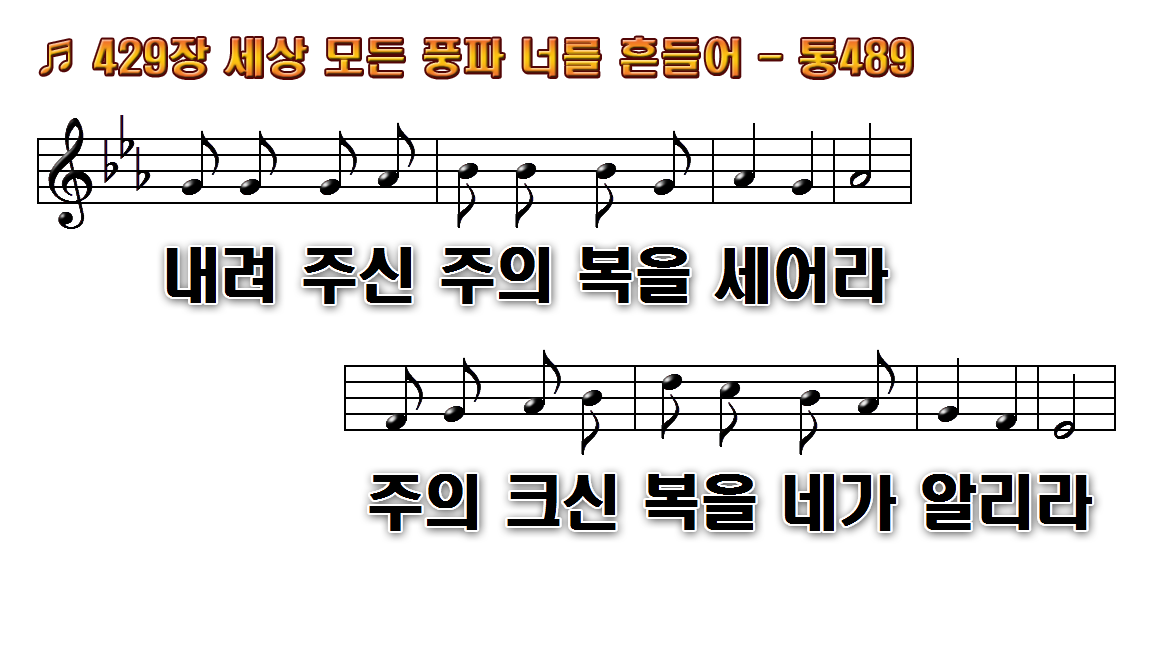 ♬ 429장 세상 모든 풍파 너를 흔들어 - 통489
내려 주신 주의 복을 세어라
주의 크신 복을 네가 알리라